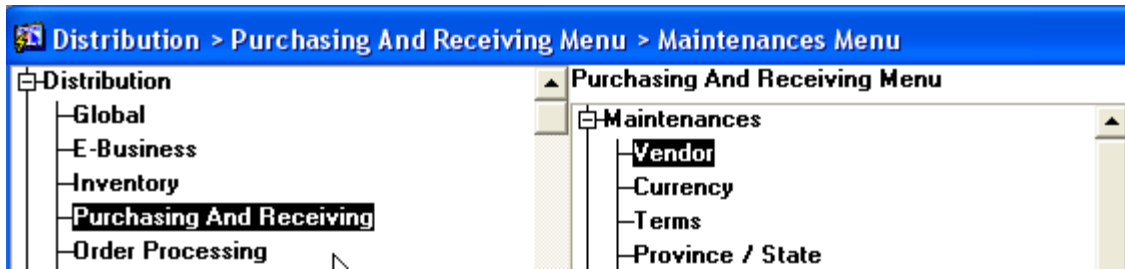 Distribution > Purchasing And Receiving Menu > Maintenances Menu
Distribution
Global
E-Business
Inventory
Purchasing And Receiving
Order Processing
Purchasing And Receiving Menu
Maintenances
Vendor
Currency
Terms
Province / State